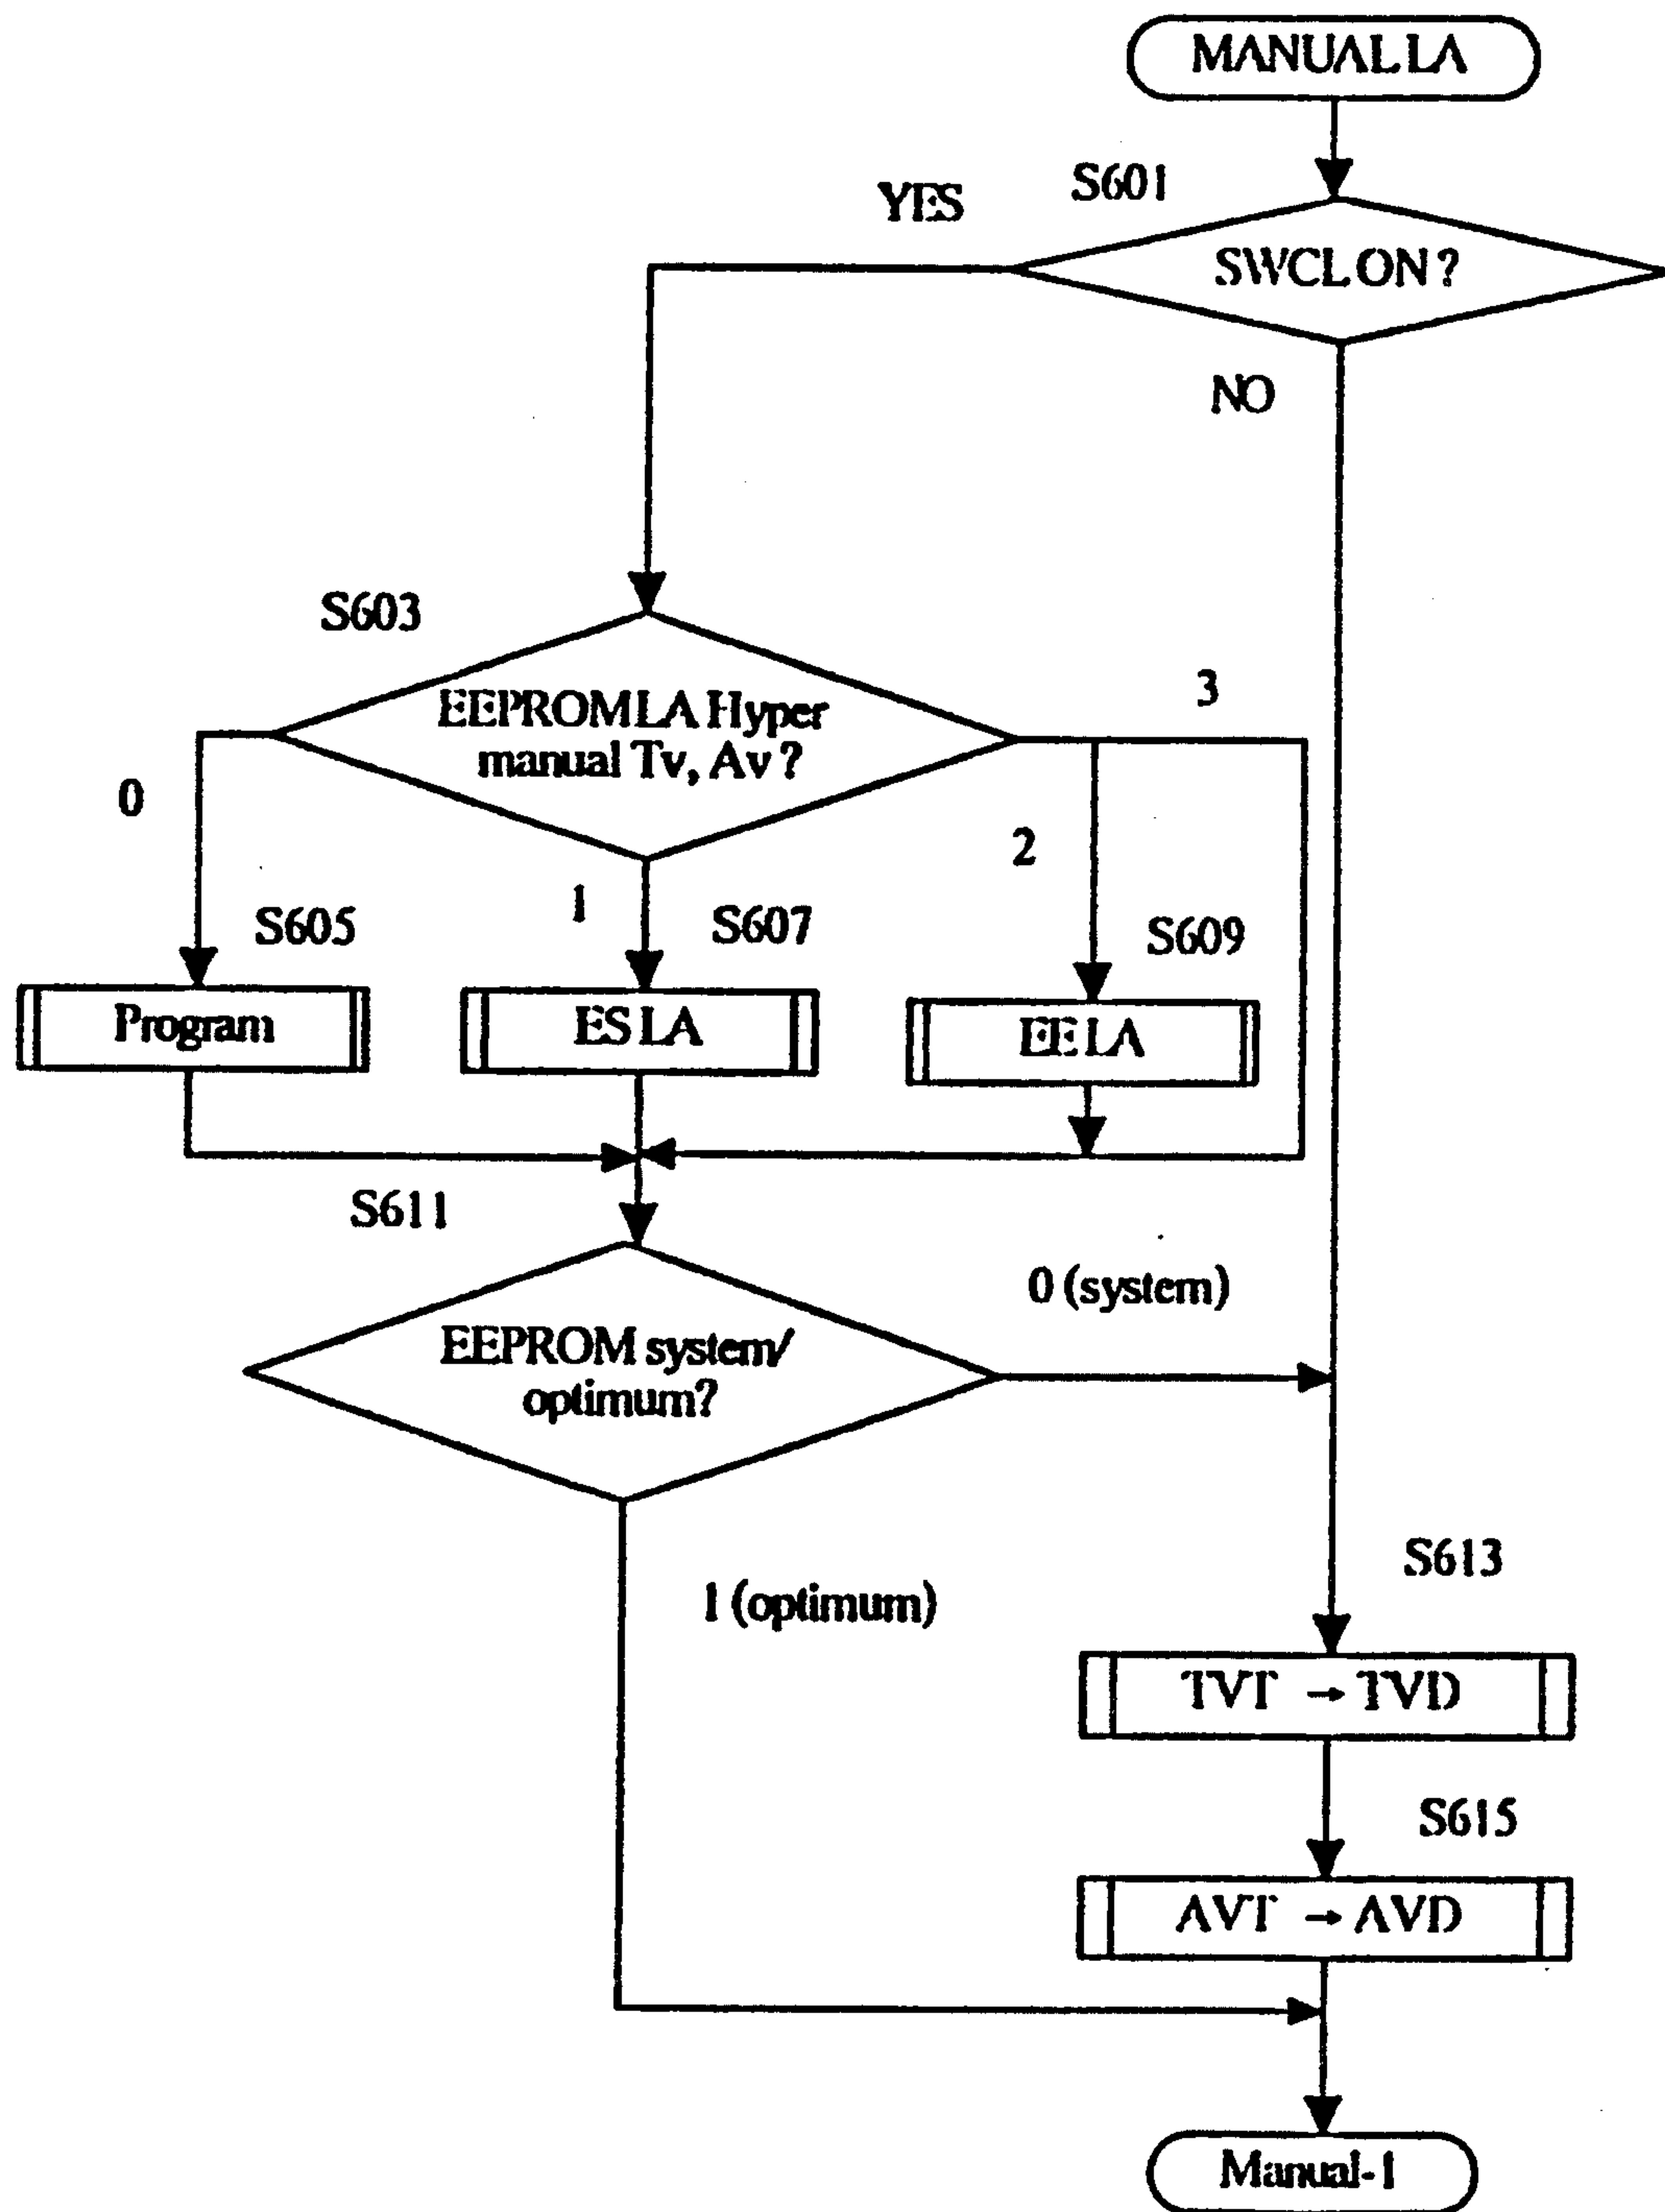 MANUAL LA
S601
YES
SWCL ON ?
NO
S603
EEPROM LA Hyper
manual Tv, Av ?
3
0
2
1
S605
S607
S609
Program
ES LA
EE LA
S611
0 (system)
EEPROM system/
optimum?
S613
1 (optimum)
TVT → TVD
S615
AVT → AVD
Manual-1